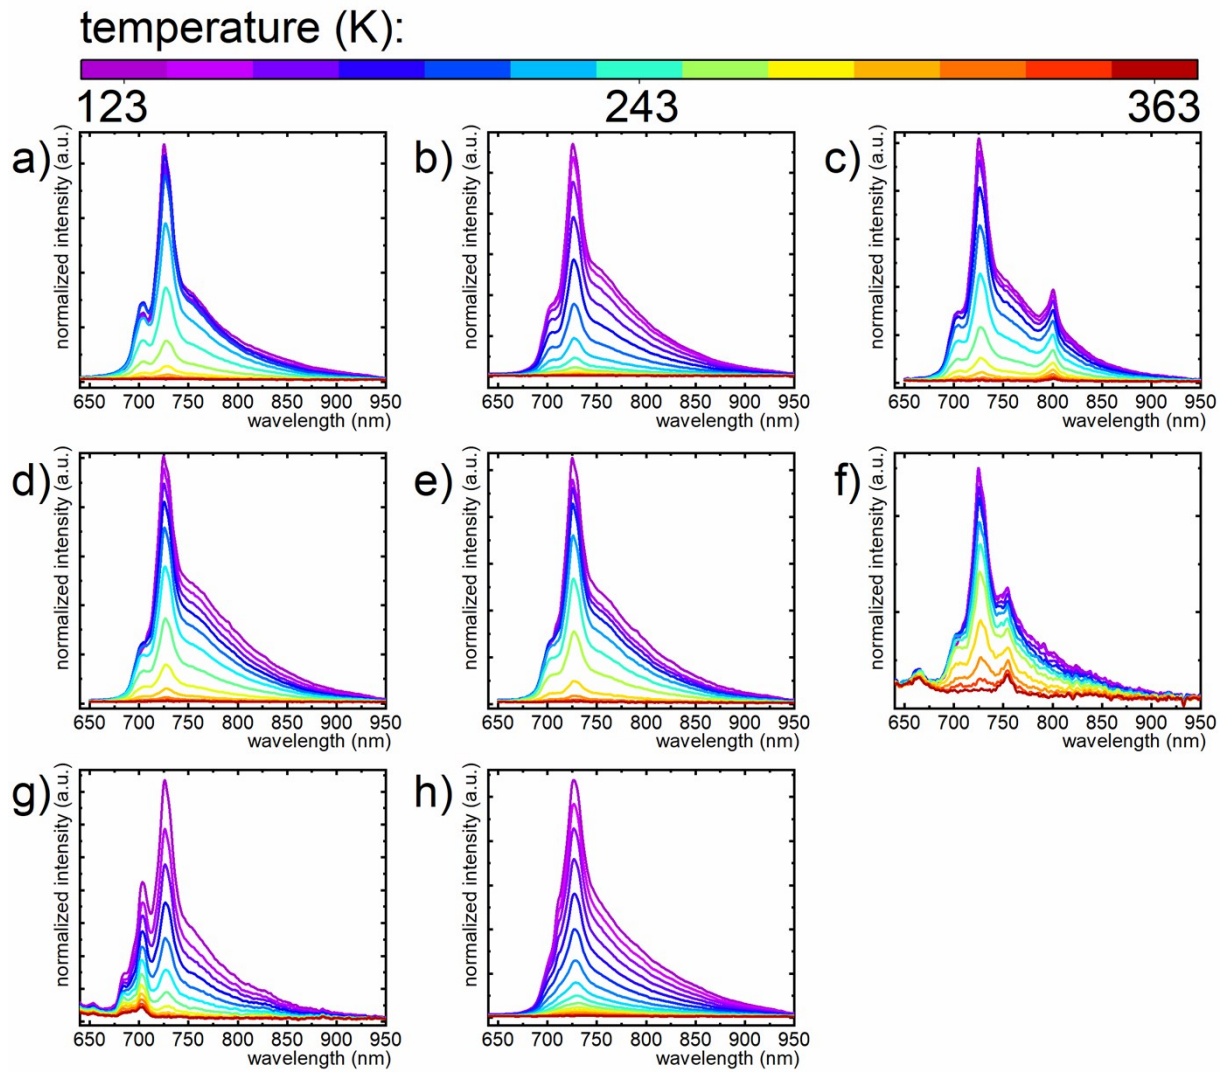 temperature (K):
123 243 363
a) normalized intensity (a.u.)
650 700 750 800 850 900 950
wavelength (nm)
b) normalized intensity (a.u.)
650 700 750 800 850 900 950
wavelength (nm)
c) normalized intensity (a.u.)
650 700 750 800 850 900 950
wavelength (nm)
d) normalized intensity (a.u.)
650 700 750 800 850 900 950
wavelength (nm)
e) normalized intensity (a.u.)
650 700 750 800 850 900 950
wavelength (nm)
f) normalized intensity (a.u.)
650 700 750 800 850 900 950
wavelength (nm)
g) normalized intensity (a.u.)
650 700 750 800 850 900 950
wavelength (nm)
h) normalized intensity (a.u.)
650 700 750 800 850 900 950
wavelength (nm)